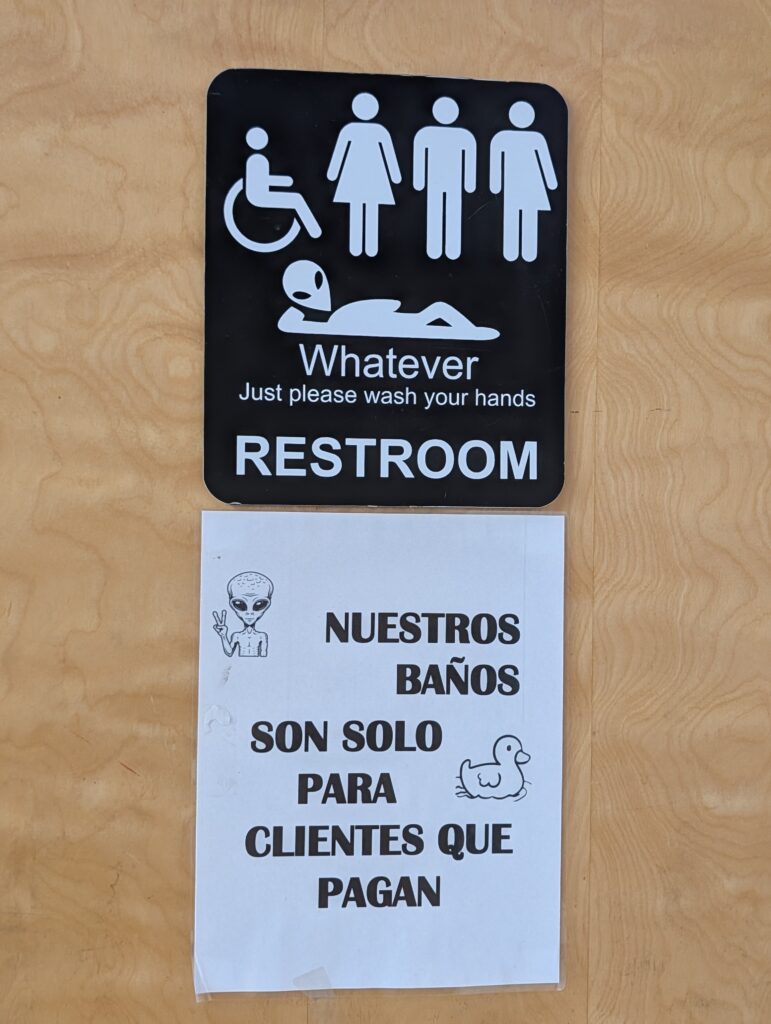 Whatever
Just please wash your hands
RESTROOM
NUESTROS
BAÑOS
SON SOLO
PARA
CLIENTES QUE
PAGAN